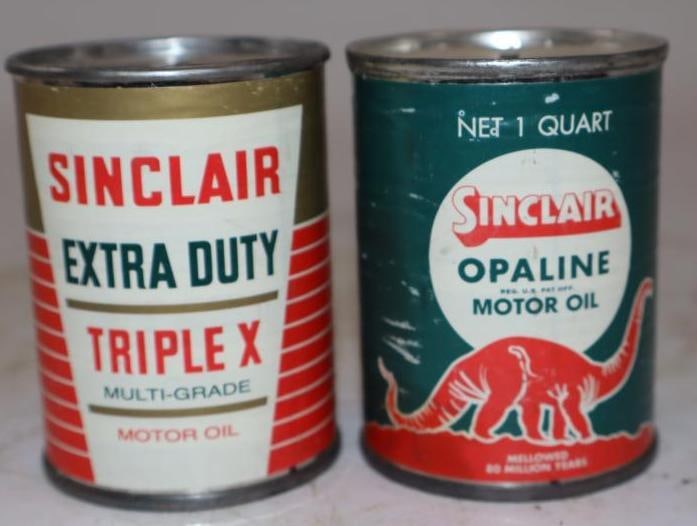 SINCLAIR
EXTRA DUTY
TRIPLE X
MULTI-GRADE
MOTOR OIL
NET 1 QUART
SINCLAIR
OPALINE
REG. U.S. PAT. OFF.
MOTOR OIL
MELLOWED
80 MILLION YEARS